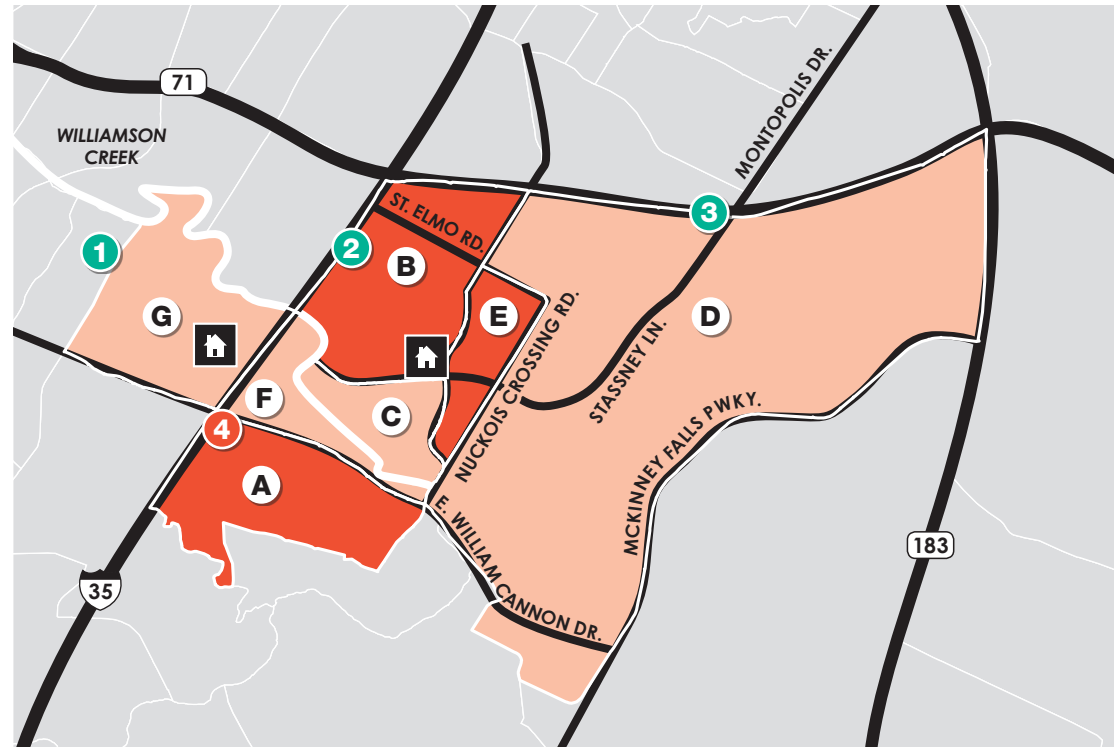 71
WILLIAMSON
CREEK
MONTOPOLIS DR.
3
ST. ELMO RD.
1
2
B
G
E
D
NUCKOIS CROSSING RD.
STASSNEY LN.
F
C
4
MCKINNEY FALLS PWKY.
A
E. WILLIAM CANNON DR.
183
35